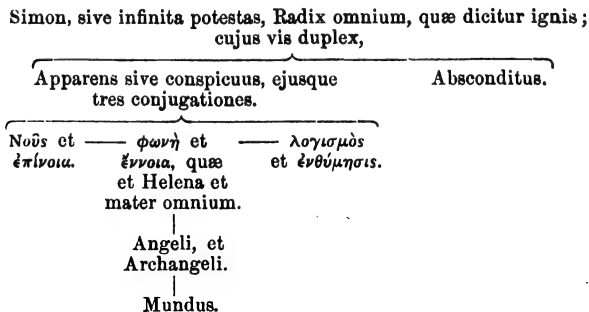 Simon, sive infinita potestas, Radix omnium, quæ dicitur ignis;
cujus vis duplex,
Apparens sive conspicuus, ejusque Absconditus.
tres conjugationes.
Νοῦς et —— φωνὴ et —— λογισμὸς
ἐπίνοια. ἔννοια, quæ et ἐνθύμησις.
et Helena et
mater omnium.
Angeli, et
Archangeli.
Mundus.